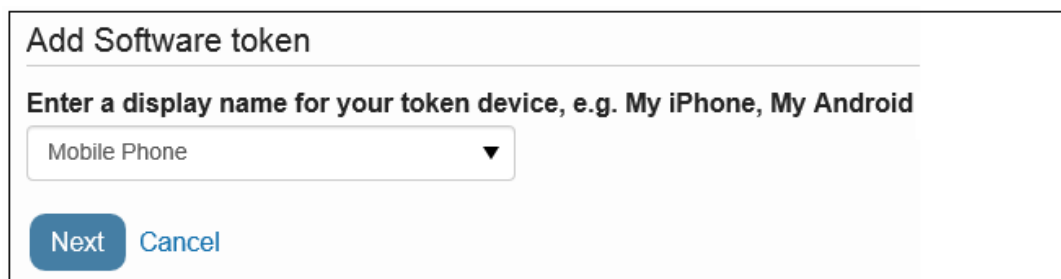 Add Software token
Enter a display name for your token device, e.g. My iPhone, My Android
Mobile Phone
Next Cancel